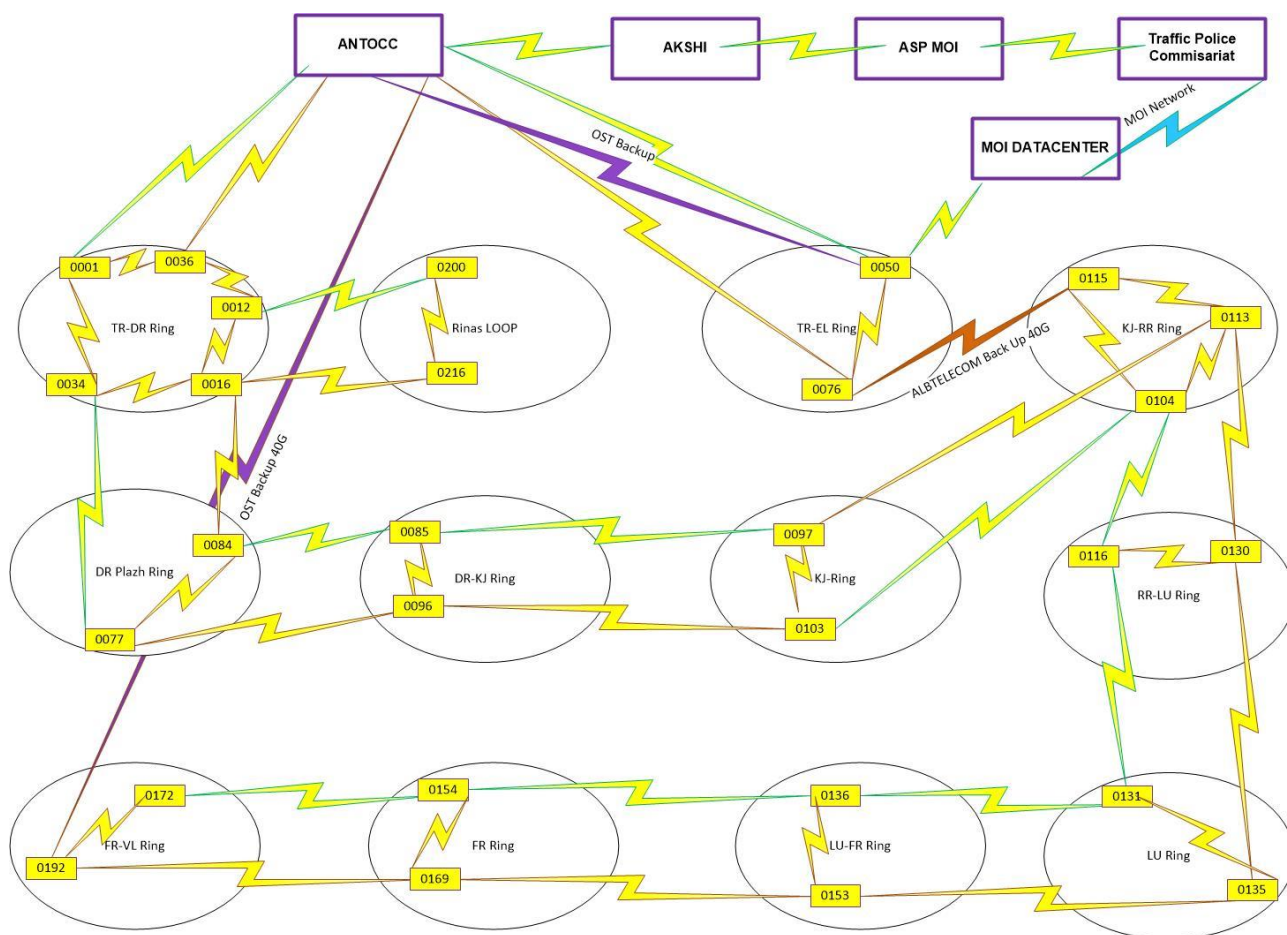 ANTOCC
AKSHI
ASP MOI
Traffic Police
Commisariat
MOI Network
OST Backup
MOI DATACENTER
0001
0036
0012
TR-DR Ring
0034
0016
0200
Rinas LOOP
0216
0050
TR-EL Ring
0076
ALBTELECOM Back Up 40G
0115
0113
KJ-RR Ring
0104
OST Backup 40G
0084
DR Plazh Ring
0077
0085
DR-KJ Ring
0096
0097
KJ-Ring
0103
0116
0130
RR-LU Ring
0172
FR-VL Ring
0192
0154
FR Ring
0169
0136
LU-FR Ring
0153
0131
LU Ring
0135